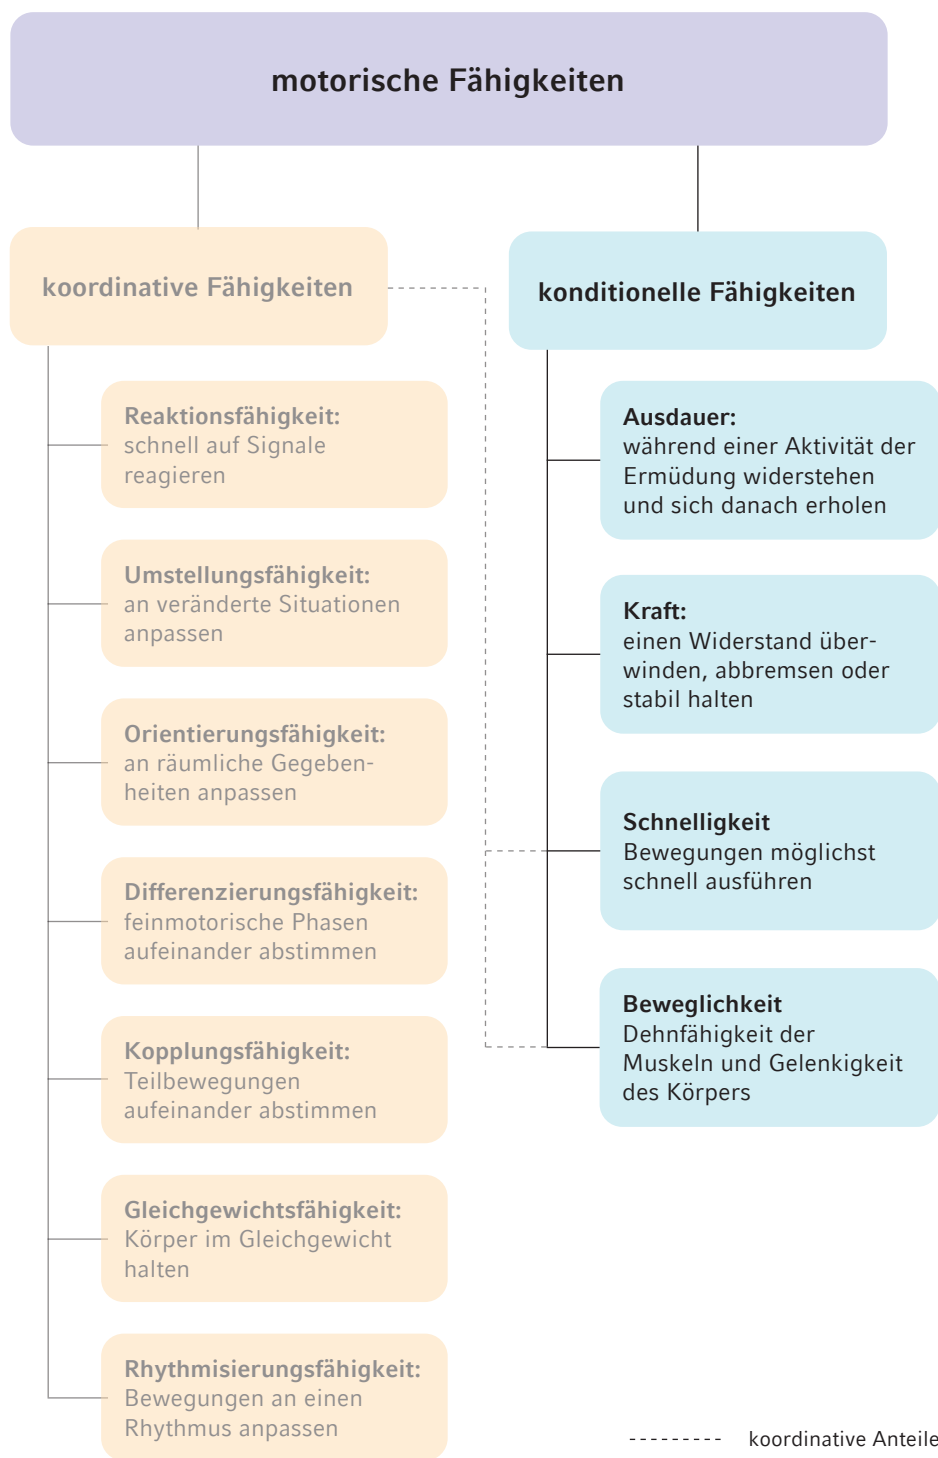 motorische Fähigkeiten
koordinative Fähigkeiten
Reaktionsfähigkeit:
schnell auf Signale
reagieren
Umstellungsfähigkeit:
an veränderte Situationen
anpassen
Orientierungsfähigkeit:
an räumliche Gegeben-
heiten anpassen
Differenzierungsfähigkeit:
feinmotorische Phasen
aufeinander abstimmen
Kopplungsfähigkeit:
Teilbewegungen
aufeinander abstimmen
Gleichgewichtsfähigkeit:
Körper im Gleichgewicht
halten
Rhythmisierungsfähigkeit:
Bewegungen an einen
Rhythmus anpassen
konditionelle Fähigkeiten
Ausdauer:
während einer Aktivität der
Ermüdung widerstehen
und sich danach erholen
Kraft:
einen Widerstand über-
winden, abbremsen oder
stabil halten
Schnelligkeit
Bewegungen möglichst
schnell ausführen
Beweglichkeit
Dehnfähigkeit der
Muskeln und Gelenkigkeit
des Körpers
koordinative Anteile